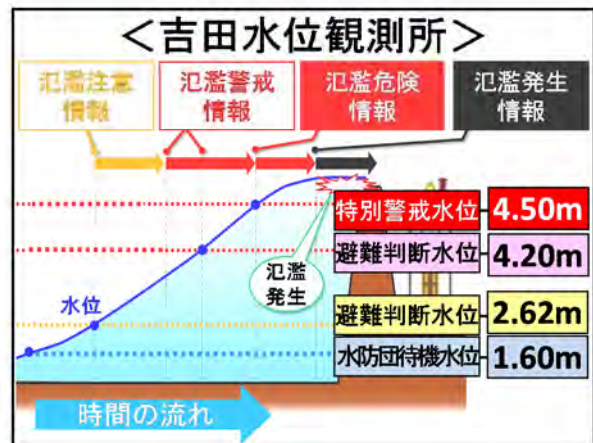 ＜吉田水位観測所＞
氾濫注意
情報
氾濫警戒
情報
氾濫危険
情報
氾濫発生
情報
特別警戒水位
4.50m
避難判断水位
4.20m
氾濫
発生
水位
避難判断水位
2.62m
水防団待機水位
1.60m
時間の流れ